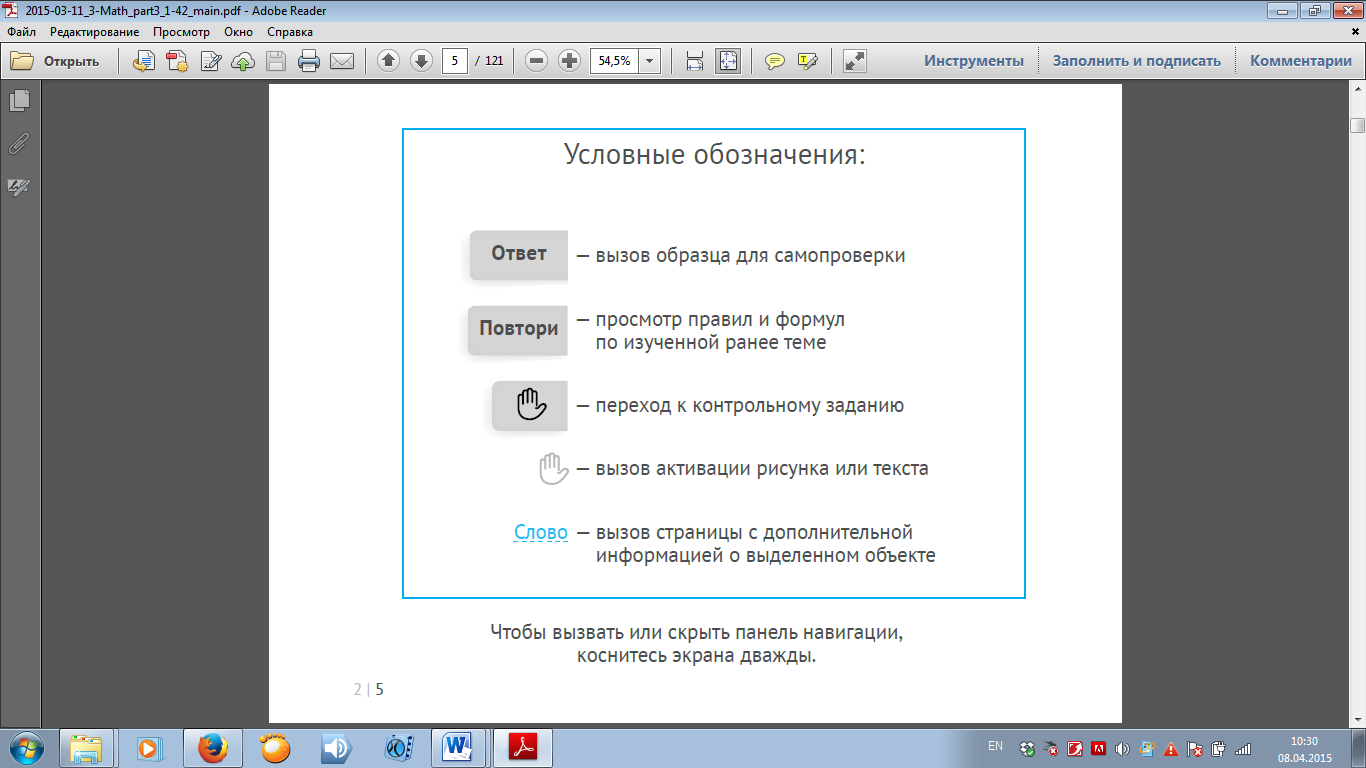 2015-03-11_3-Math_part3_1-42_main.pdf - Adobe Reader
Файл Редактирование Просмотр Окно Справка
Открыть 5 / 121 54,5% Инструменты Заполнить и подписать Комментарии
Условные обозначения:
Ответ — вызов образца для самопроверки
Повтори — просмотр правил и формул
по изученной ранее теме
— переход к контрольному заданию
— вызов активации рисунка или текста
Слово — вызов страницы с дополнительной
информацией о выделенном объекте
Чтобы вызвать или скрыть панель навигации,
коснитесь экрана дважды.
2 | 5
EN 10:30
08.04.2015